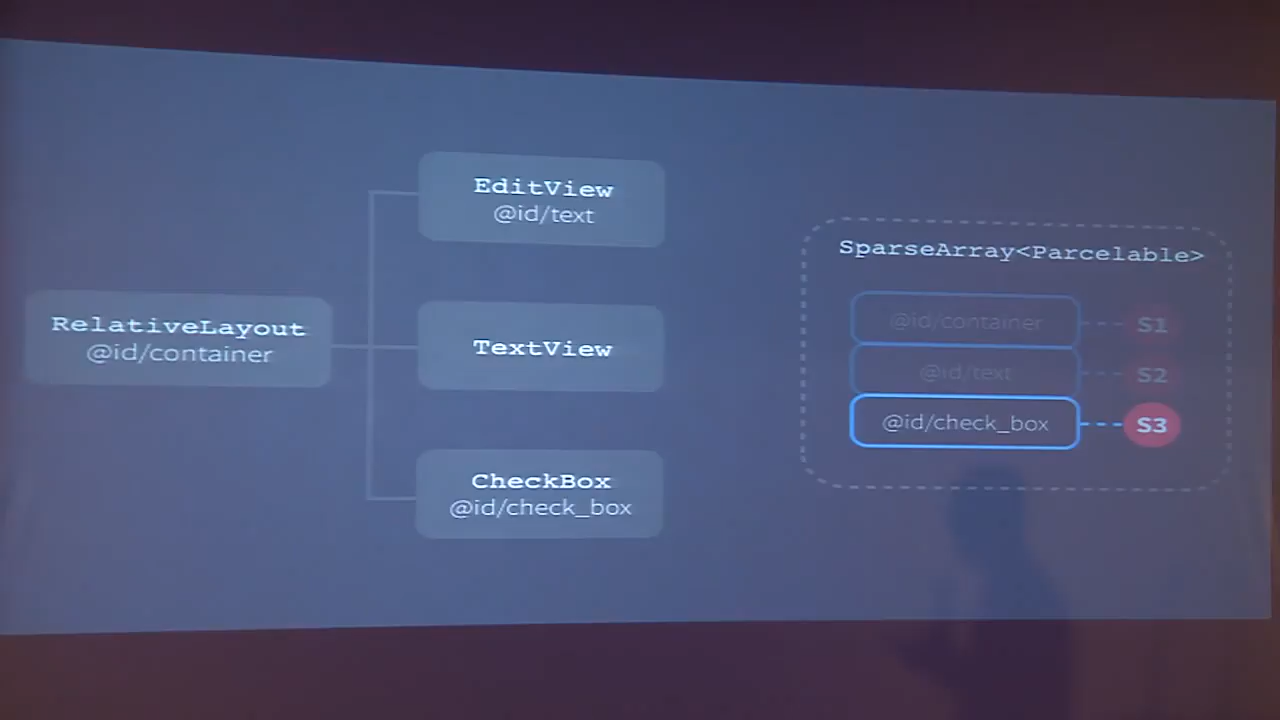 EditView
@id/text
RelativeLayout
@id/container
TextView
CheckBox
@id/check_box
SparseArray<Parcelable>
@id/container
S1
@id/text
S2
@id/check_box
S3